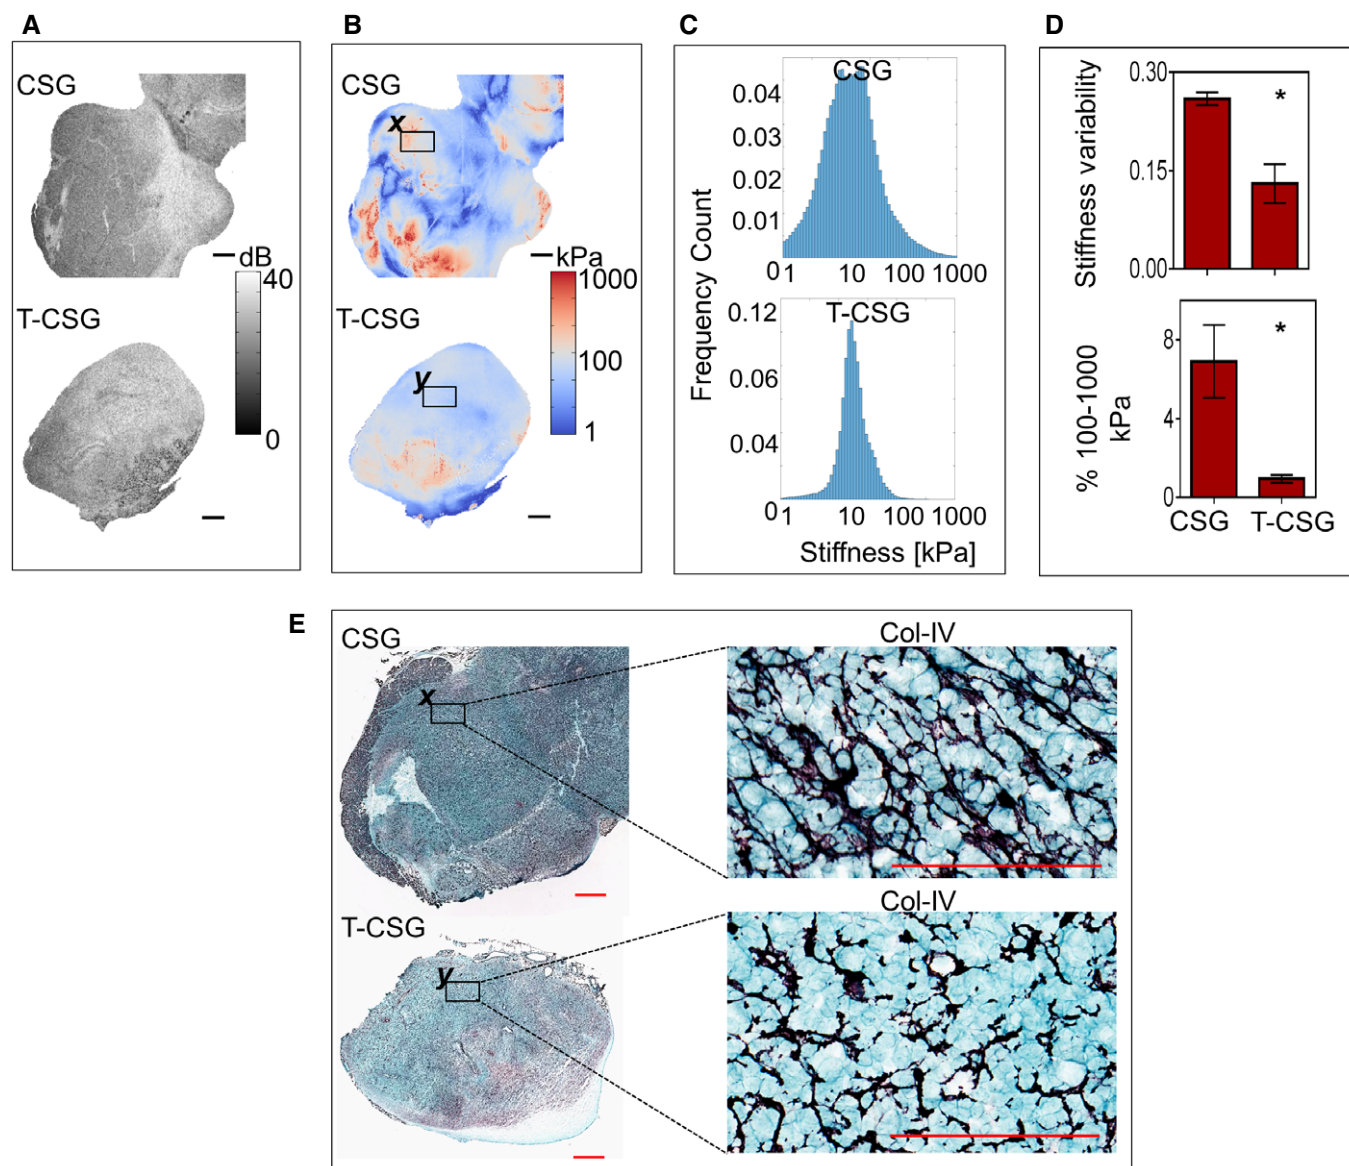 A
CSG
dB
40
0
T-CSG
B
CSG
x
kPa
1000
100
1
T-CSG
y
C
CSG
0.04
0.03
0.02
0.01
0 1 10 100 1000
T-CSG
0.12
0.06
0.04
0 1 10 100 1000
Frequency Count
Stiffness [kPa]
D
Stiffness variability
0.30
0.15
0.00
*
% 100-1000
kPa
8
4
0
*
CSG T-CSG
E
CSG
x
Col-IV
T-CSG
y
Col-IV